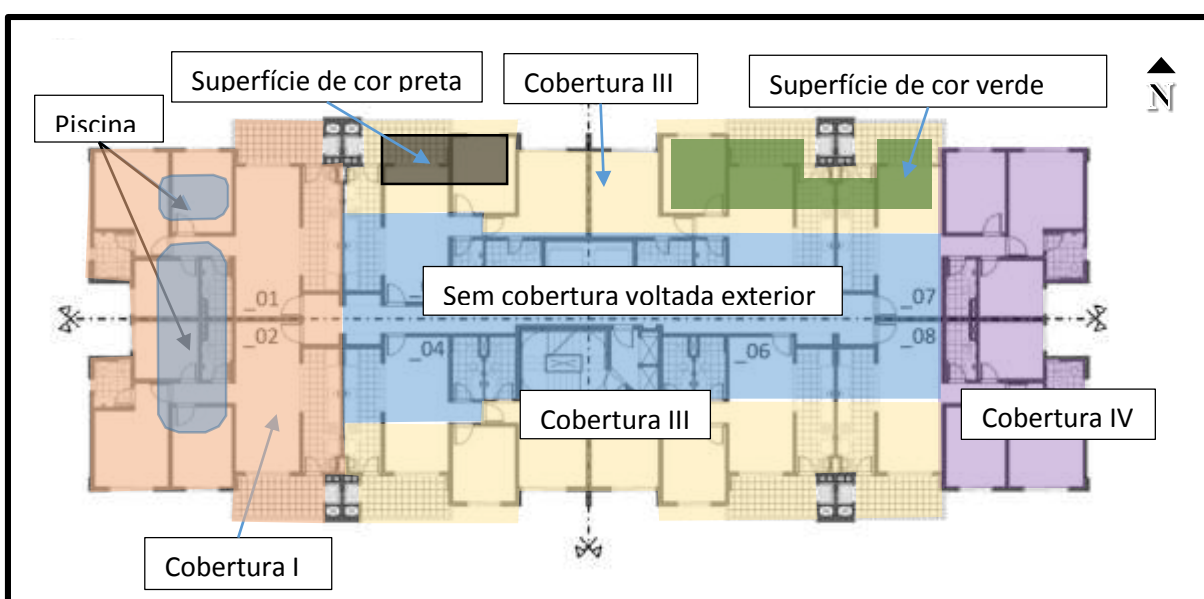 Superfície de cor preta
Cobertura III
Superfície de cor verde
N
Piscina
_01
_02
Sem cobertura voltada exterior
_07
_08
_04
_06
Cobertura III
Cobertura IV
Cobertura I